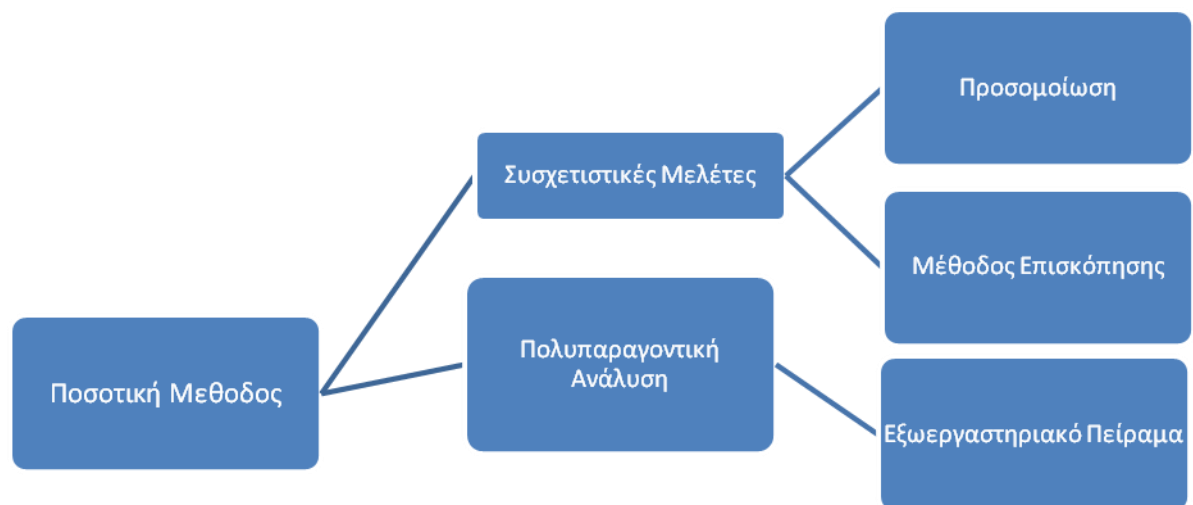 Προσομοίωση
Συσχετιστικές Μελέτες
Μέθοδος Επισκόπησης
Πολυπαραγοντική
Ανάλυση
Ποσοτική Μεθοδος
Εξωεργαστηριακό Πείραμα